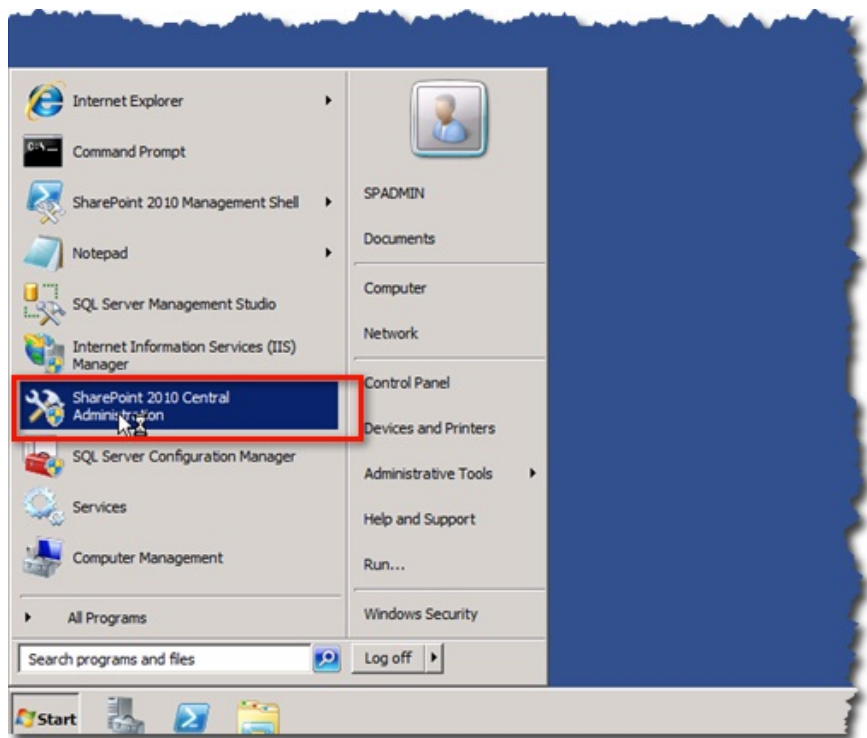 Internet Explorer
Command Prompt
SharePoint 2010 Management Shell
Notepad
SQL Server Management Studio
Internet Information Services (IIS)
Manager
SharePoint 2010 Central
Administration
SQL Server Configuration Manager
Services
Computer Management
All Programs
Search programs and files
SPADMIN
Documents
Computer
Network
Control Panel
Devices and Printers
Administrative Tools
Help and Support
Run...
Windows Security
Log off
Start